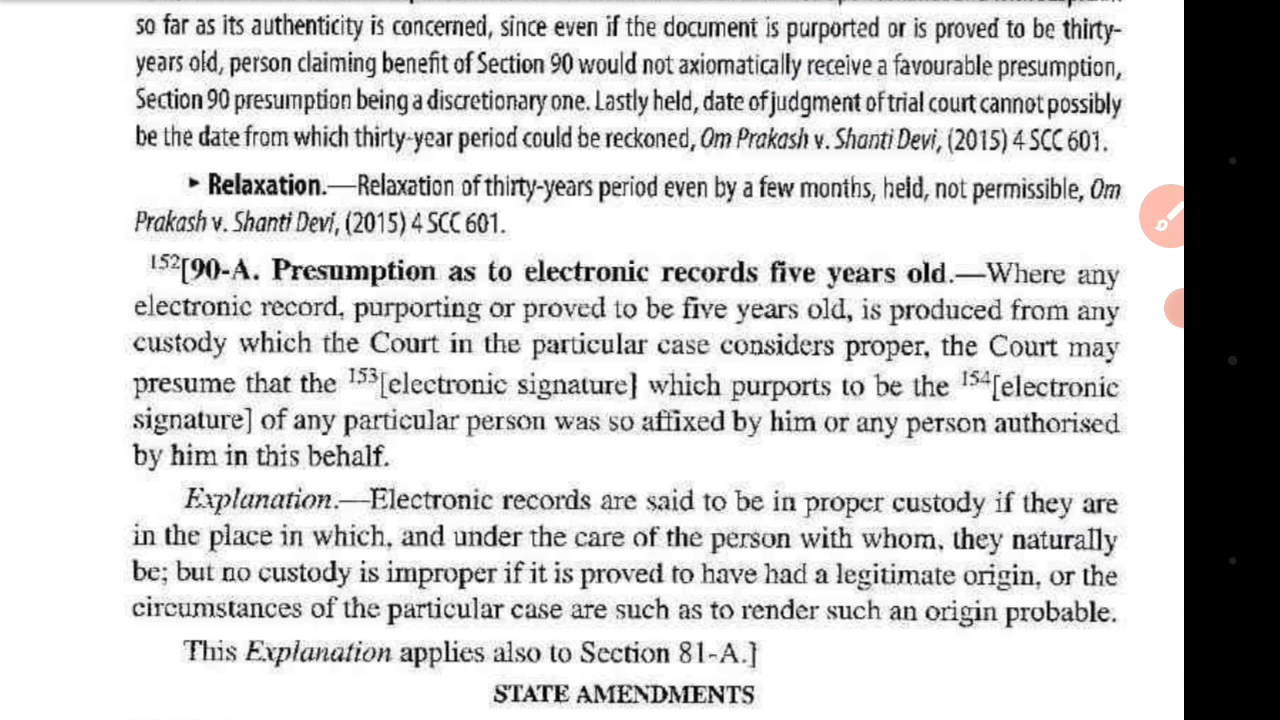 so far as its authenticity is concerned, since even if the document is purported or is proved to be thirty-
years old, person claiming benefit of Section 90 would not axiomatically receive a favourable presumption,
Section 90 presumption being a discretionary one. Lastly held, date of judgment of trial court cannot possibly
be the date from which thirty-year period could be reckoned, Om Prakash v. Shanti Devi, (2015) 4 SCC 601.
► Relaxation.—Relaxation of thirty-years period even by a few months, held, not permissible, Om
Prakash v. Shanti Devi, (2015) 4 SCC 601.
152[90-A. Presumption as to electronic records five years old.—Where any
electronic record, purporting or proved to be five years old, is produced from any
custody which the Court in the particular case considers proper, the Court may
presume that the 153[electronic signature] which purports to be the 154[electronic
signature] of any particular person was so affixed by him or any person authorised
by him in this behalf.
Explanation.—Electronic records are said to be in proper custody if they are
in the place in which, and under the care of the person with whom, they naturally
be; but no custody is improper if it is proved to have had a legitimate origin, or the
circumstances of the particular case are such as to render such an origin probable.
This Explanation applies also to Section 81-A.]
STATE AMENDMENTS